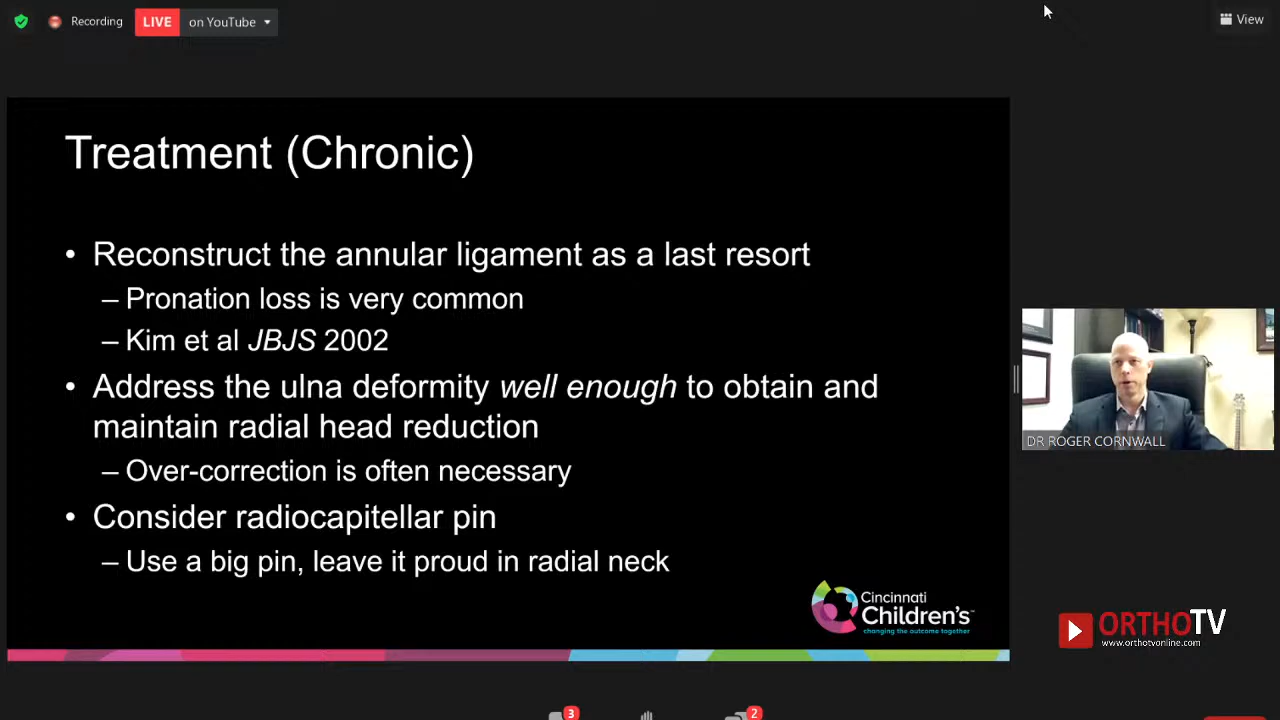 Recording
LIVE
on YouTube
View
Treatment (Chronic)
• Reconstruct the annular ligament as a last resort
– Pronation loss is very common
– Kim et al JBJS 2002
• Address the ulna deformity well enough to obtain and
maintain radial head reduction
– Over-correction is often necessary
• Consider radiocapitellar pin
– Use a big pin, leave it proud in radial neck
Cincinnati
Children's™
changing the outcome together
DR ROGER CORNWALL
ORTHOTV
www.orthotvonline.com
3
2